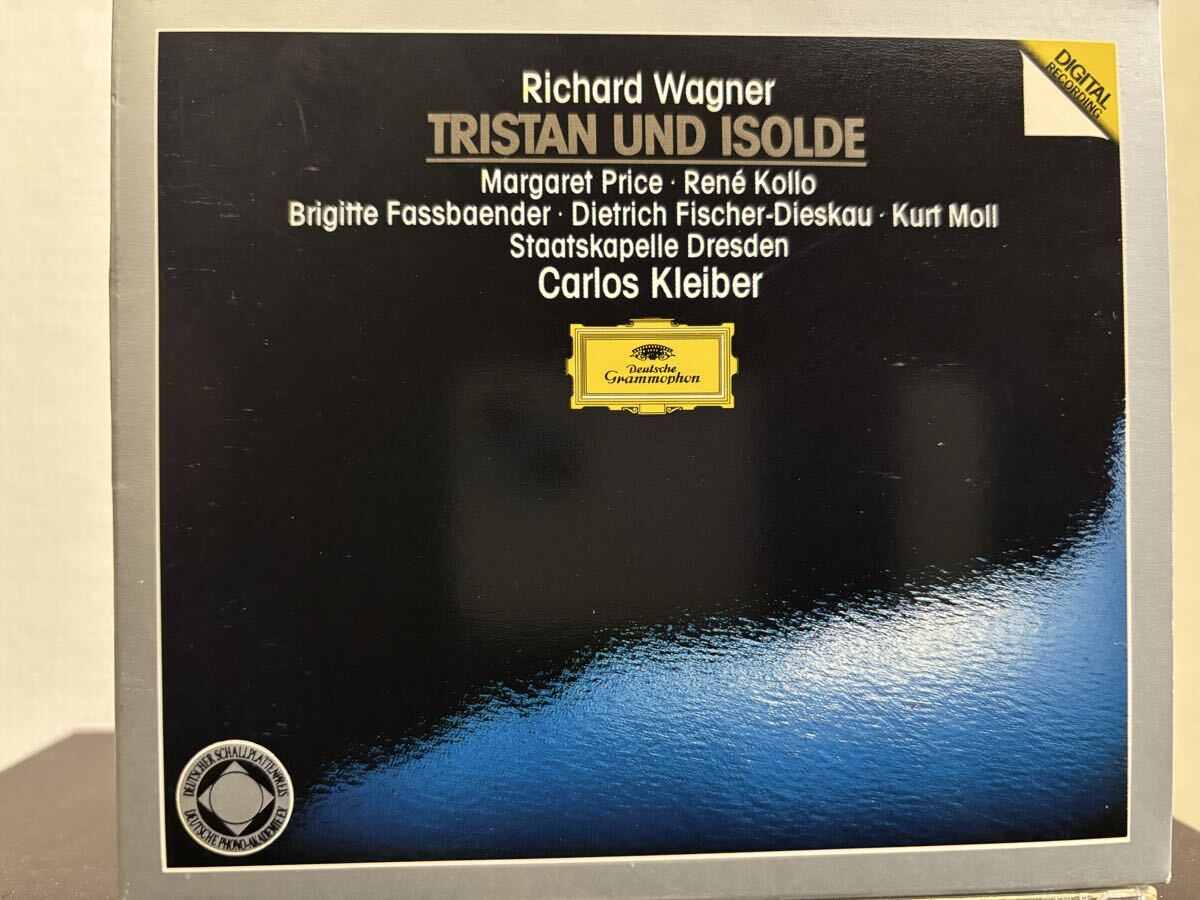 DIGITAL
RECORDING
Richard Wagner
TRISTAN UND ISOLDE
Margaret Price · René Kollo
Brigitte Fassbaender · Dietrich Fischer-Dieskau · Kurt Moll
Staatskapelle Dresden
Carlos Kleiber
Deutsche
Grammophon
DEUTSCHER SCHALLPLATTENPREIS
DEUTSCHE PHONO-AKADEMIE E.V.